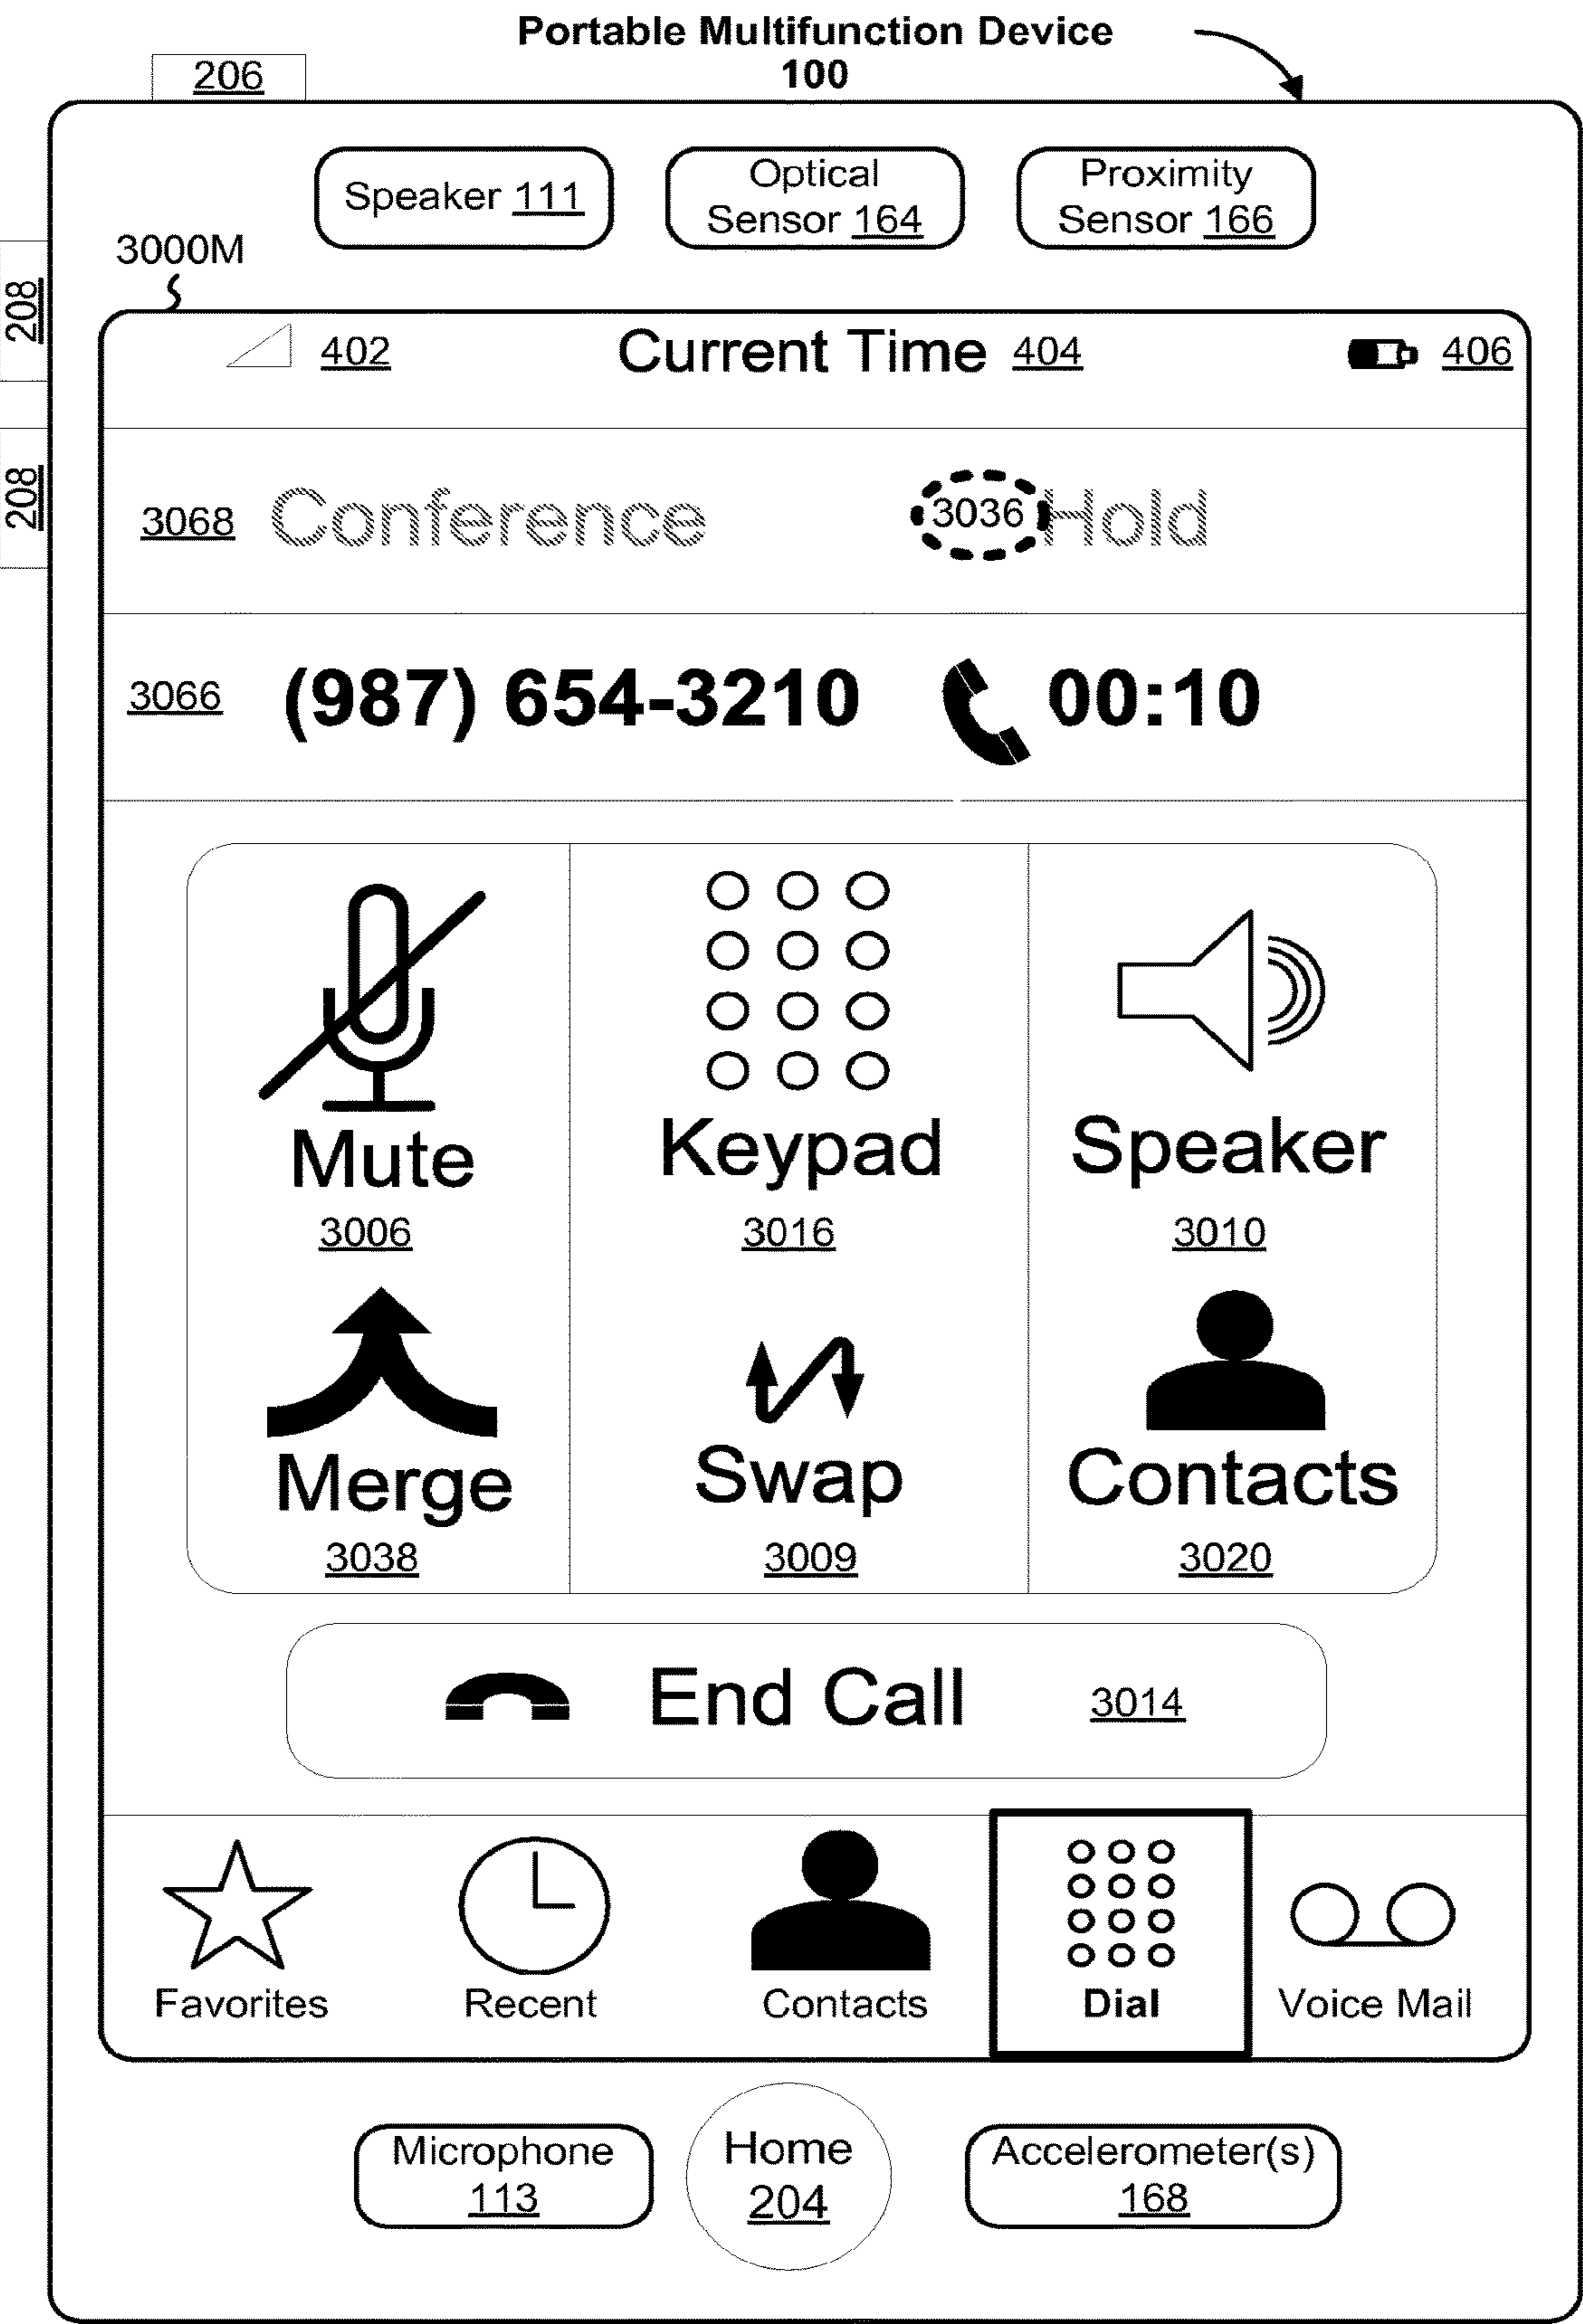 Portable Multifunction Device
100
206
Speaker 111
Optical
Sensor 164
Proximity
Sensor 166
3000M
208
402
Current Time 404
406
208
3068 Conference
3036 Hold
3066 (987) 654-3210 00:10
Mute
3006
Keypad
3016
Speaker
3010
Merge
3038
Swap
3009
Contacts
3020
End Call 3014
Favorites
Recent
Contacts
Dial
Voice Mail
Microphone
113
Home
204
Accelerometer(s)
168